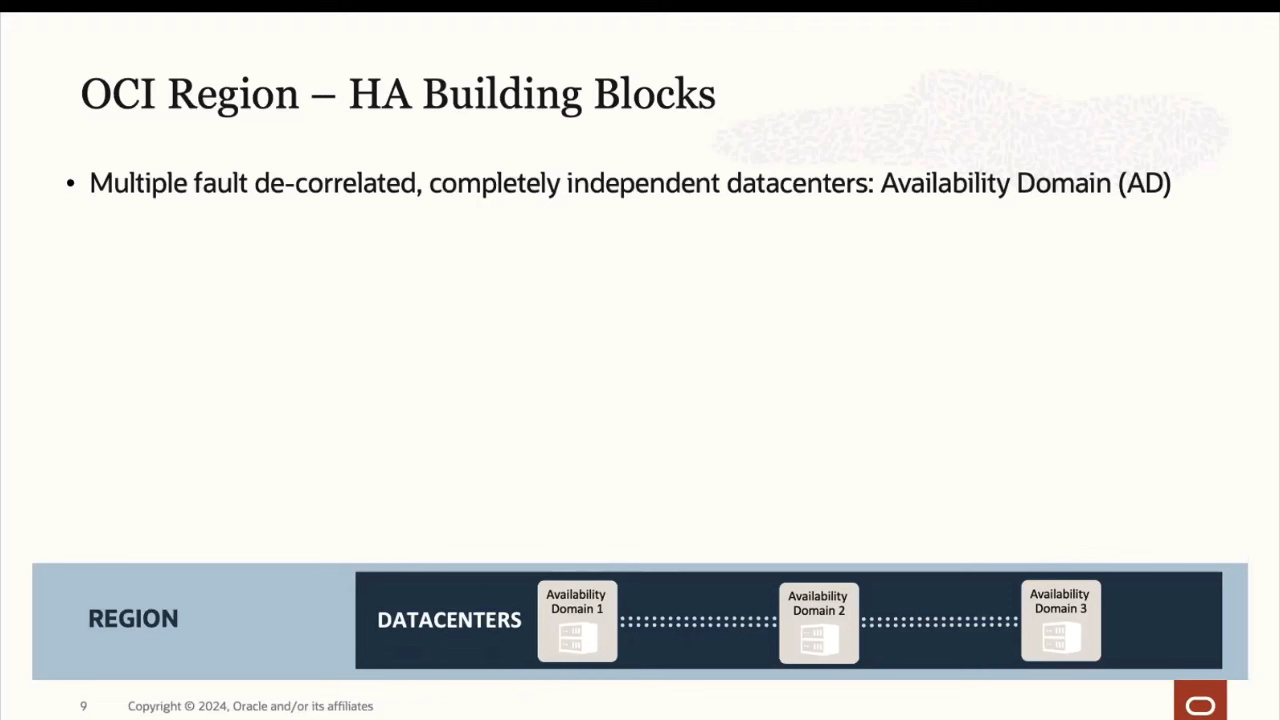 OCI Region – HA Building Blocks
• Multiple fault de-correlated, completely independent datacenters: Availability Domain (AD)
REGION
DATACENTERS
Availability
Domain 1
Availability
Domain 2
Availability
Domain 3
9
Copyright © 2024, Oracle and/or its affiliates